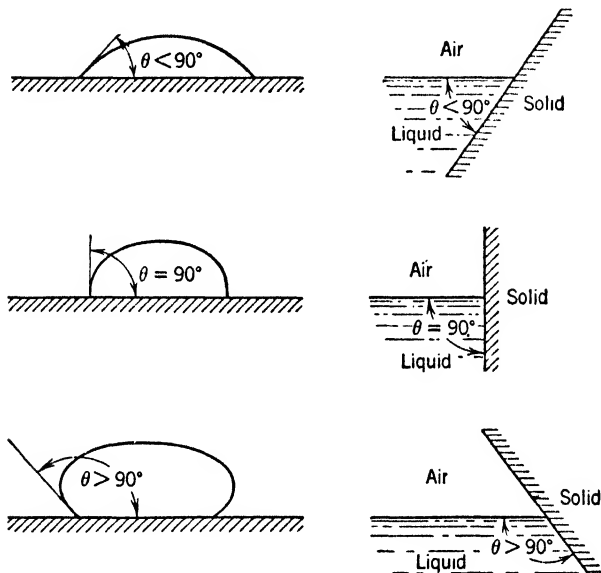 θ < 90°
Air
θ < 90°
Solid
Liquid
θ = 90°
Air
Solid
θ = 90°
Liquid
θ > 90°
Air
Solid
θ > 90°
Liquid